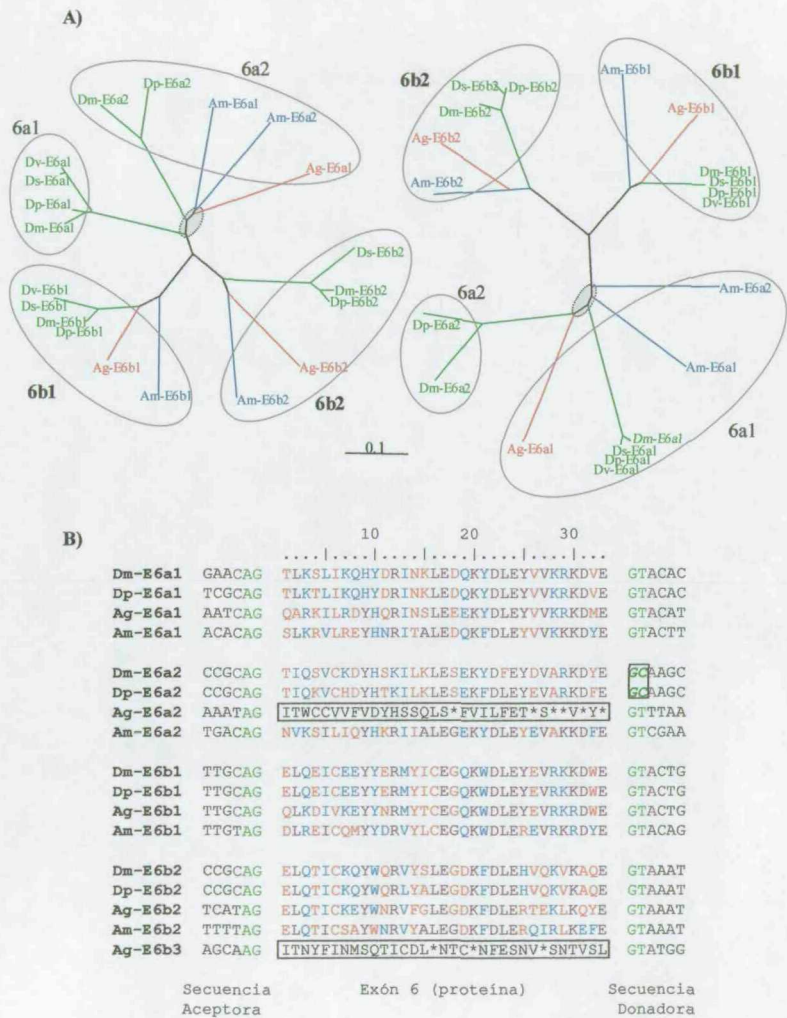 A)
6a2
Dp-E6a2
Dm-E6a2
Am-E6a1
Am-E6a2
Ag-E6a1
6a1
Dv-E6a1
Ds-E6a1
Dp-E6a1
Dm-E6a1
Ds-E6b2
Dm-E6b2
Dp-E6b2
Ag-E6b2
Am-E6b2
6b2
Dv-E6b1
Ds-E6b1
Dm-E6b1
Dp-E6b1
Ag-E6b1
Am-E6b1
6b1
0.1
6b2
Ds-E6b2
Dp-E6b2
Dm-E6b2
Ag-E6b2
Am-E6b2
6b1
Am-E6b1
Ag-E6b1
Dm-E6b1
Ds-E6b1
Dp-E6b1
Dv-E6b1
6a2
Dp-E6a2
Dm-E6a2
Am-E6a2
Am-E6a1
Ag-E6a1
Dm-E6a1
Ds-E6a1
Dp-E6a1
Dv-E6a1
6a1
B)
10 20 30
Dm-E6a1 GAACAG TLKSLIKQHYDRINKLEDQKYDLEYVVKRKDVE GTACAC
Dp-E6a1 TCGCAG TLKTLIKQHYDRINKLEDQKYDLEYVVKRKDVE GTACAC
Ag-E6a1 AATCAG QARKILRDYHQRINSLEEEKYDLEYVVKRKDME GTACAT
Am-E6a1 ACACAG SLKRVLREYHNRITALEDQKFDLEYVVKKKDYE GTACTT
Dm-E6a2 CCGCAG TIQSVCKDYHSKILKLESEKYDFEYDVARKDYE GCAAGC
Dp-E6a2 CCGCAG TIQKVCHDYHTKILKLESEKFDLEYEVARKDFE GCAAGC
Ag-E6a2 AAATAG ITWCCVVFVDYHSSQLS*FVILFET*S**V*Y* GTTTAA
Am-E6a2 TGACAG NVKSILIQYHKRIIALEGEKYDLEYEVAKKDFE GTCGAA
Dm-E6b1 TTGCAG ELQEICEEYYERMYICEGQKWDLEYEVRKKDWE GTACTG
Dp-E6b1 TTGCAG ELQEICEEYYERMYICEGQKWDLEYEVRKKDWE GTACTG
Ag-E6b1 TTGCAG QLKDIVKEYYNRMYTCEGQKWDLEYEVRKRDWE GTACTG
Am-E6b1 TTGTAG DLREICQMYYDRVYLCEGQKWDLEREVRKRDYE GTACAG
Dm-E6b2 CCGCAG ELQTICKQYWQRVYSLEGDKFDLEHVQKVKAQE GTAAAT
Dp-E6b2 CCGCAG ELQTICKQYWQRLYALEGDKFDLEHVQKVKAQE GTAAAT
Ag-E6b2 TCATAG ELQTICKEYWNRVFGLEGDKFDLERTEKLKQYE GTAAAT
Am-E6b2 TTTTAG ELQTICSAYWNRVYALEGDKFDLERQIRLKEFE GTAAAT
Ag-E6b3 AGCAAG ITNYFINMSQTICDL*NTC*NFESNV*SNTVSL GTATGG
Secuencia Exón 6 (proteína) Secuencia
Aceptora Donadora